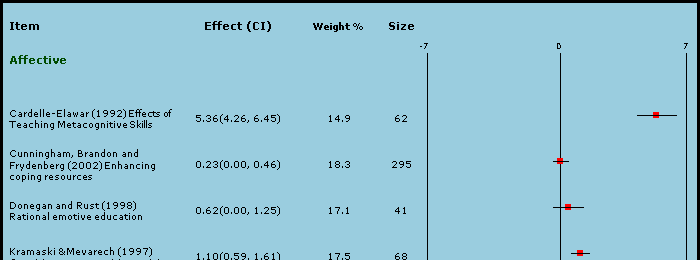 Item Effect (CI) Weight % Size
-7 0 7
Affective
Cardelle-Elawar (1992) Effects of
Teaching Metacognitive Skills
5.36(4.26, 6.45) 14.9 62
Cunningham, Brandon and
Frydenberg (2002) Enhancing
coping resources
0.23(0.00, 0.46) 18.3 295
Donegan and Rust (1998)
Rational emotive education
0.62(0.00, 1.25) 17.1 41
Kramaski &Mevarech (1997)
1.10(0.59, 1.61) 17.5 68